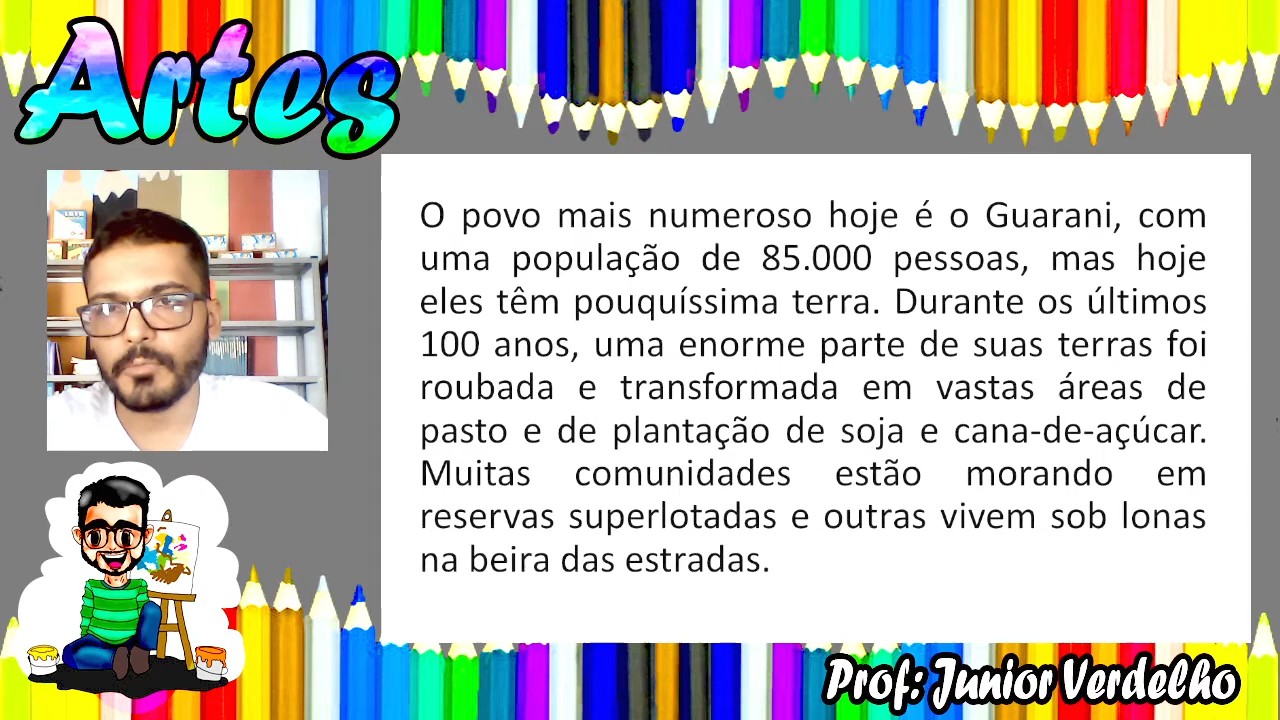 Artes
O povo mais numeroso hoje é o Guarani, com
uma população de 85.000 pessoas, mas hoje
eles têm pouquíssima terra. Durante os últimos
100 anos, uma enorme parte de suas terras foi
roubada e transformada em vastas áreas de
pasto e de plantação de soja e cana-de-açúcar.
Muitas comunidades estão morando em
reservas superlotadas e outras vivem sob lonas
na beira das estradas.
Prof: Junior Verdelho